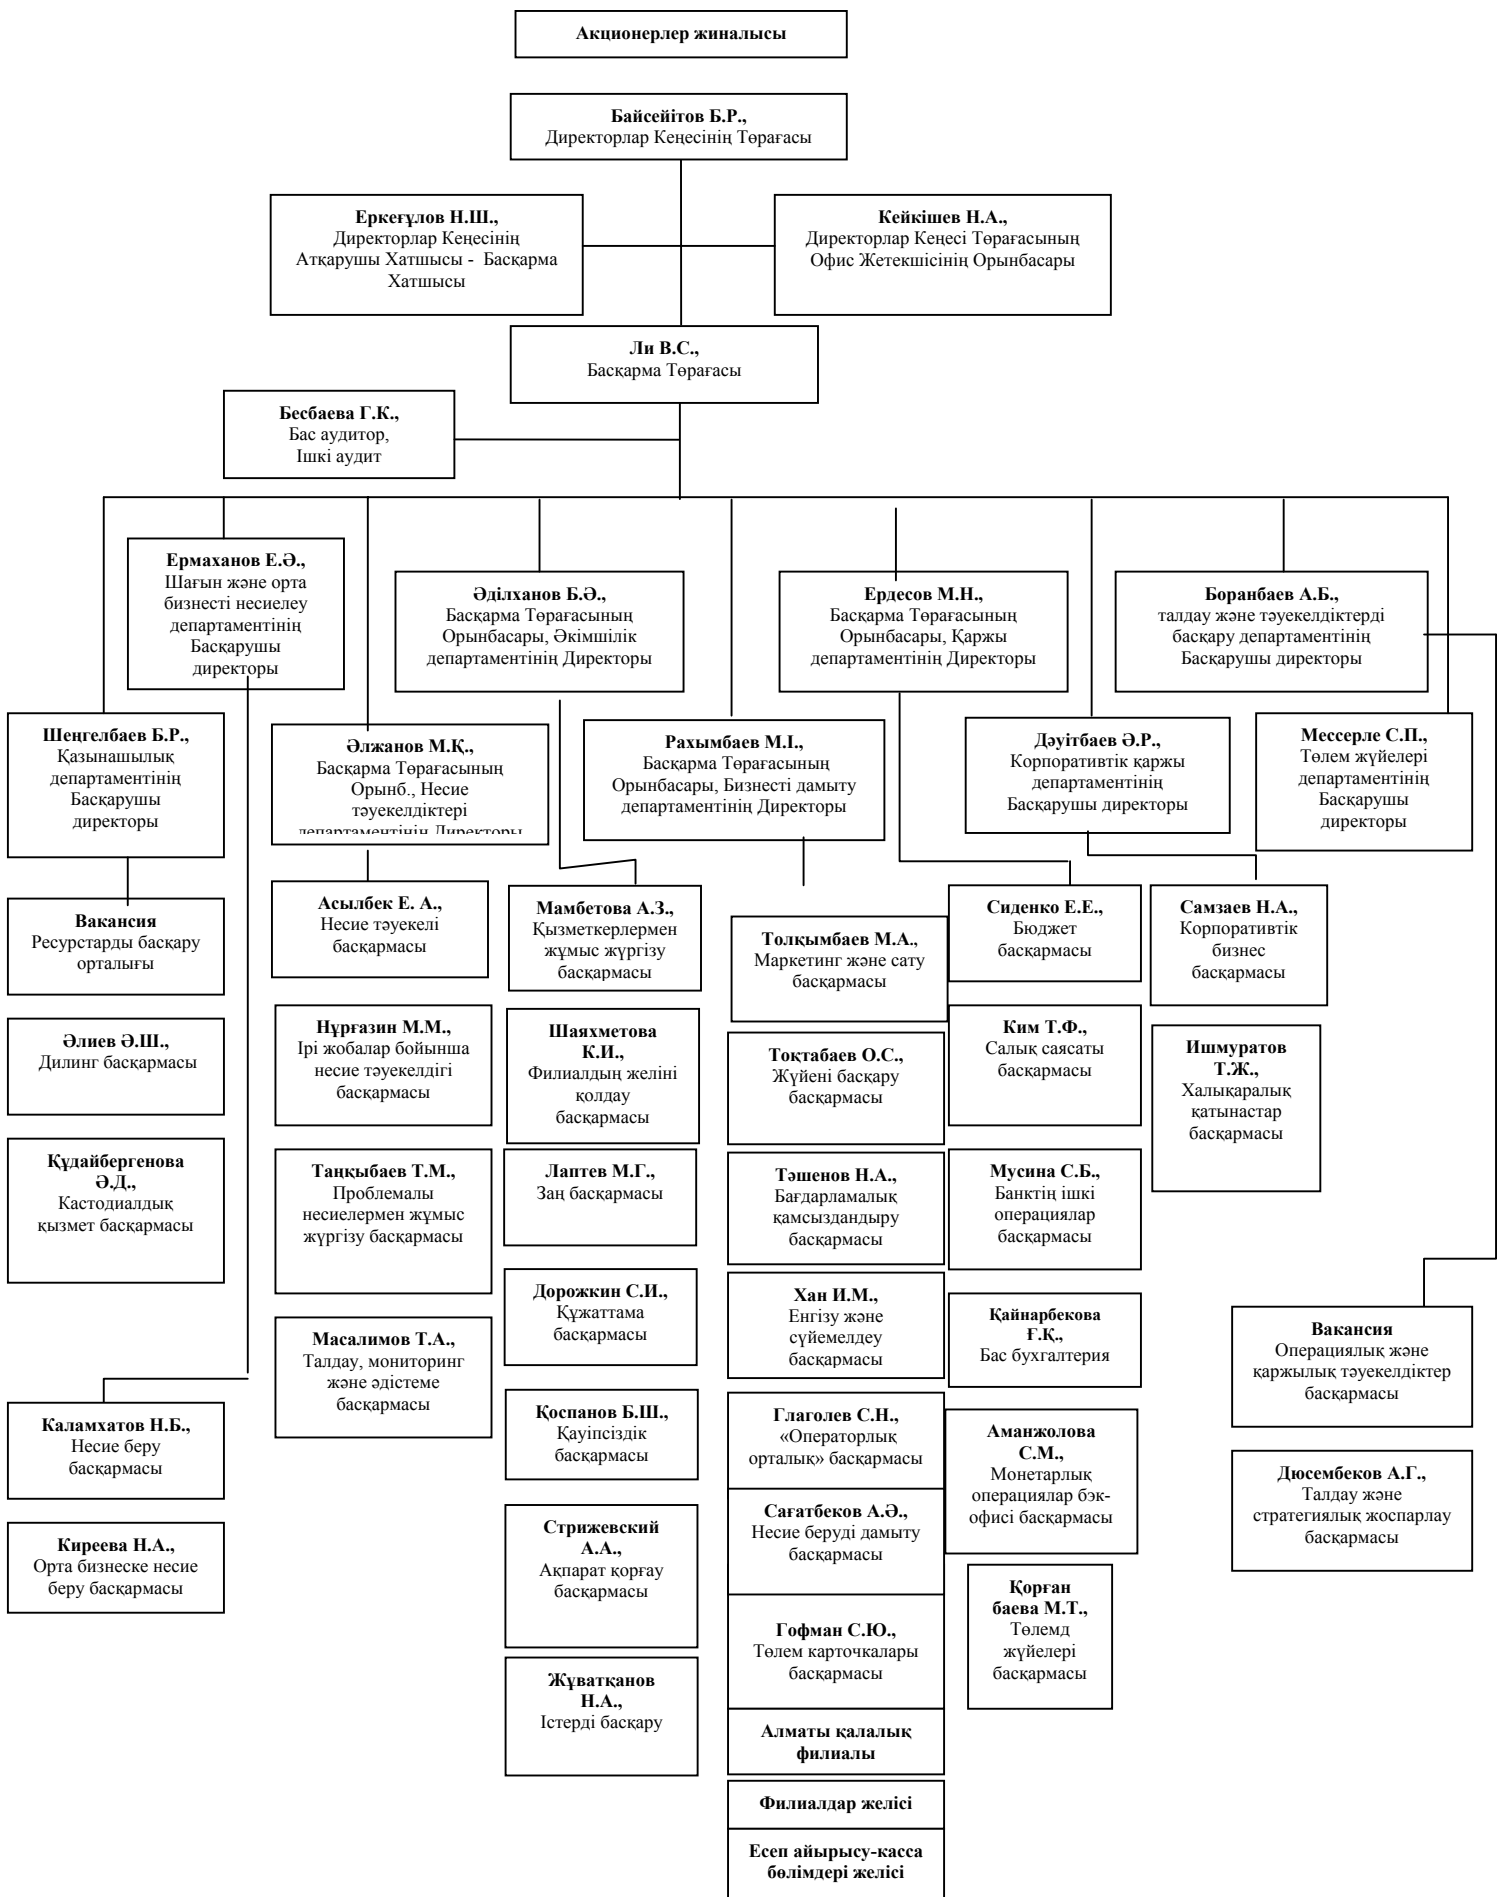 Акционерлер жиналысы
Байсейітов Б.Р.,
Директорлар Кеңесінің Төрағасы
Еркеғұлов Н.Ш.,
Директорлар Кеңесінің
Атқарушы Хатшысы - Басқарма
Хатшысы
Кейкішев Н.А.,
Директорлар Кеңесі Төрағасының
Офис Жетекшісінің Орынбасары
Ли В.С.,
Басқарма Төрағасы
Бесбаева Г.К.,
Бас аудитор,
Ішкі аудит
Ермаханов Е.Ә.,
Шағын және орта
бизнесті несиелеу
департаментінің
Басқарушы
директоры
Әділханов Б.Ә.,
Басқарма Төрағасының
Орынбасары, Әкімшілік
департаментінің Директоры
Ердесов М.Н.,
Басқарма Төрағасының
Орынбасары, Қаржы
департаментінің Директоры
Боранбаев А.Б.,
талдау және тәуекелдіктерді
басқару департаментінің
Басқарушы директоры
Шеңгелбаев Б.Р.,
Қазынашылық
департаментінің
Басқарушы
директоры
Әлжанов М.Қ.,
Басқарма Төрағасының
Орынб., Несие
тәуекелдіктері
департаментінің Директоры
Рахымбаев М.І.,
Басқарма Төрағасының
Орынбасары, Бизнесті дамыту
департаментінің Директоры
Дәуітбаев Ә.Р.,
Корпоративтік қаржы
департаментінің
Басқарушы директоры
Мессерле С.П.,
Төлем жүйелері
департаментінің
Басқарушы
директоры
Вакансия
Ресурстарды басқару
орталығы
Әлиев Ә.Ш.,
Дилинг басқармасы
Құдайбергенова
Ә.Д.,
Кастодиалдық
қызмет басқармасы
Каламхатов Н.Б.,
Несие беру
басқармасы
Киреева Н.А.,
Орта бизнеске несие
беру басқармасы
Асылбек Е. А.,
Несие тәуекелі
басқармасы
Нұрғазин М.М.,
Ірі жобалар бойынша
несие тәуекелдігі
басқармасы
Таңқыбаев Т.М.,
Проблемалы
несиелермен жұмыс
жүргізу басқармасы
Масалимов Т.А.,
Талдау, мониторинг
және әдістеме
басқармасы
Мамбетова А.З.,
Қызметкерлермен
жұмыс жүргізу
басқармасы
Шаяхметова
К.И.,
Филиалдың желіні
қолдау
басқармасы
Лаптев М.Г.,
Заң басқармасы
Дорожкин С.И.,
Құжаттама
басқармасы
Қоспанов Б.Ш.,
Қауіпсіздік
басқармасы
Стрижевский
А.А.,
Ақпарат қорғау
басқармасы
Жұватқанов
Н.А.,
Істерді басқару
Толқымбаев М.А.,
Маркетинг және сату
басқармасы
Тоқтабаев О.С.,
Жүйені басқару
басқармасы
Тәшенов Н.А.,
Бағдарламалық
қамсыздандыру
басқармасы
Хан И.М.,
Енгізу және
сүйемелдеу
басқармасы
Глаголев С.Н.,
«Операторлық
орталық» басқармасы
Сағатбеков А.Ә.,
Несие беруді дамыту
басқармасы
Гофман С.Ю.,
Төлем карточкалары
басқармасы
Алматы қалалық
филиалы
Филиалдар желісі
Есеп айырысу-касса
бөлімдері желісі
Сиденко Е.Е.,
Бюджет
басқармасы
Ким Т.Ф.,
Салық саясаты
басқармасы
Мусина С.Б.,
Банктің ішкі
операциялар
басқармасы
Қайнарбекова
Ғ.Қ.,
Бас бухгалтерия
Аманжолова
С.М.,
Монетарлық
операциялар бэк-
офисі басқармасы
Қорған
баева М.Т.,
Төлемд
жүйелері
басқармасы
Самзаев Н.А.,
Корпоративтік
бизнес
басқармасы
Ишмуратов
Т.Ж.,
Халықаралық
қатынастар
басқармасы
Вакансия
Операциялық және
қаржылық тәуекелдіктер
басқармасы
Дюсембеков А.Г.,
Талдау және
стратегиялық жоспарлау
басқармасы